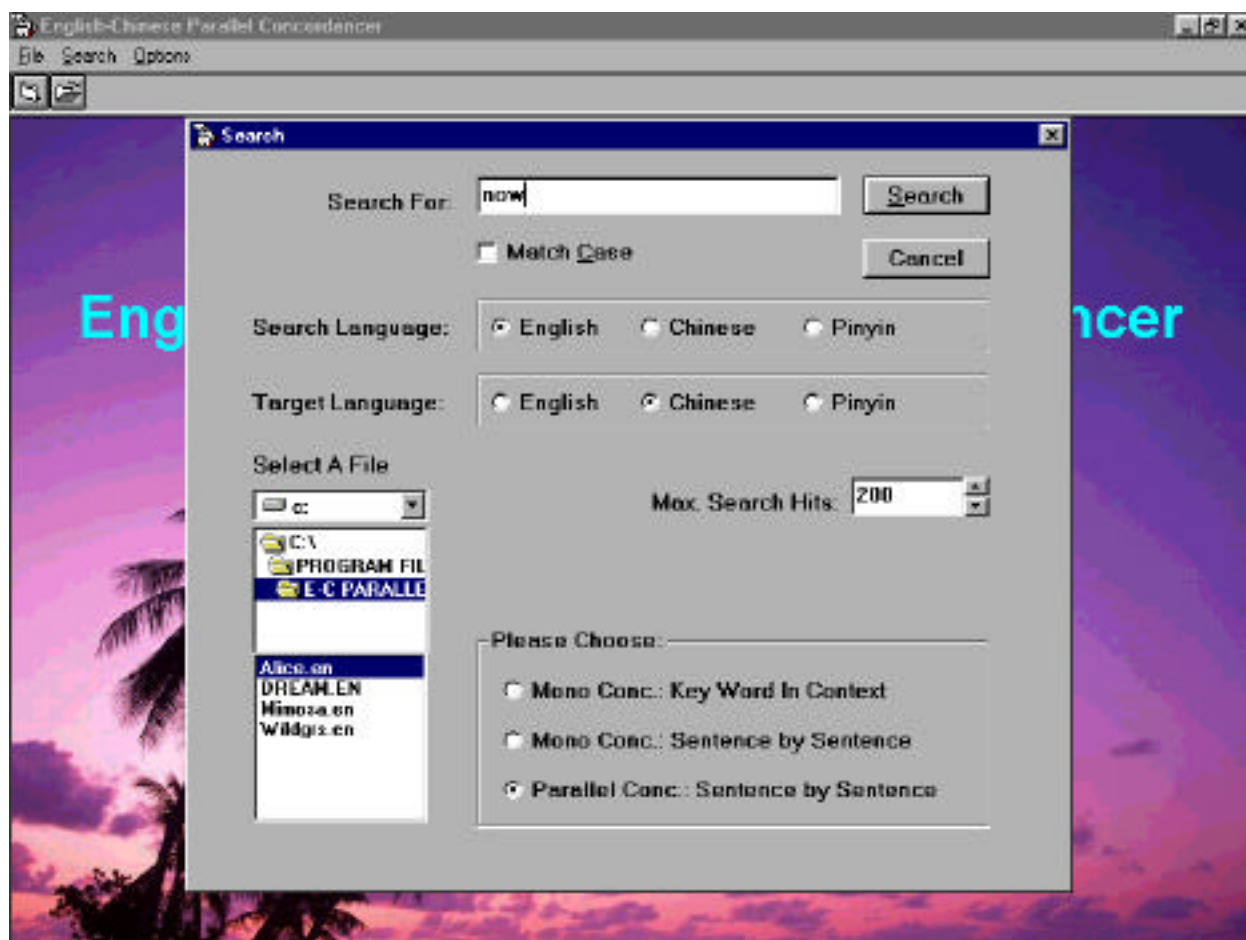 English-Chinese Parallel Concordancer
File Search Options
Search
Search For: now Search
Match Case Cancel
Eng ncer
Search Language: English Chinese Pinyin
Target Language: English Chinese Pinyin
Select A File
c: Max. Search Hits: 200
C:\
PROGRAM FIL
E-C PARALLE
Please Choose:
Alice.en
DREAM.EN
Mono Conc.: Key Word In Context
Mimosa.en
Mono Conc.: Sentence by Sentence
Parallel Conc.: Sentence by Sentence